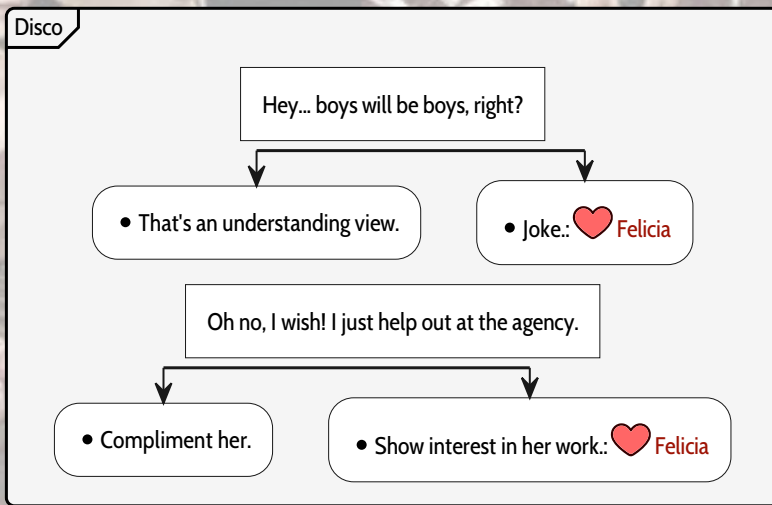 Disco
Hey... boys will be boys, right?
• That's an understanding view.
• Joke.: Felicia
Oh no, I wish! I just help out at the agency.
• Compliment her.
• Show interest in her work.: Felicia